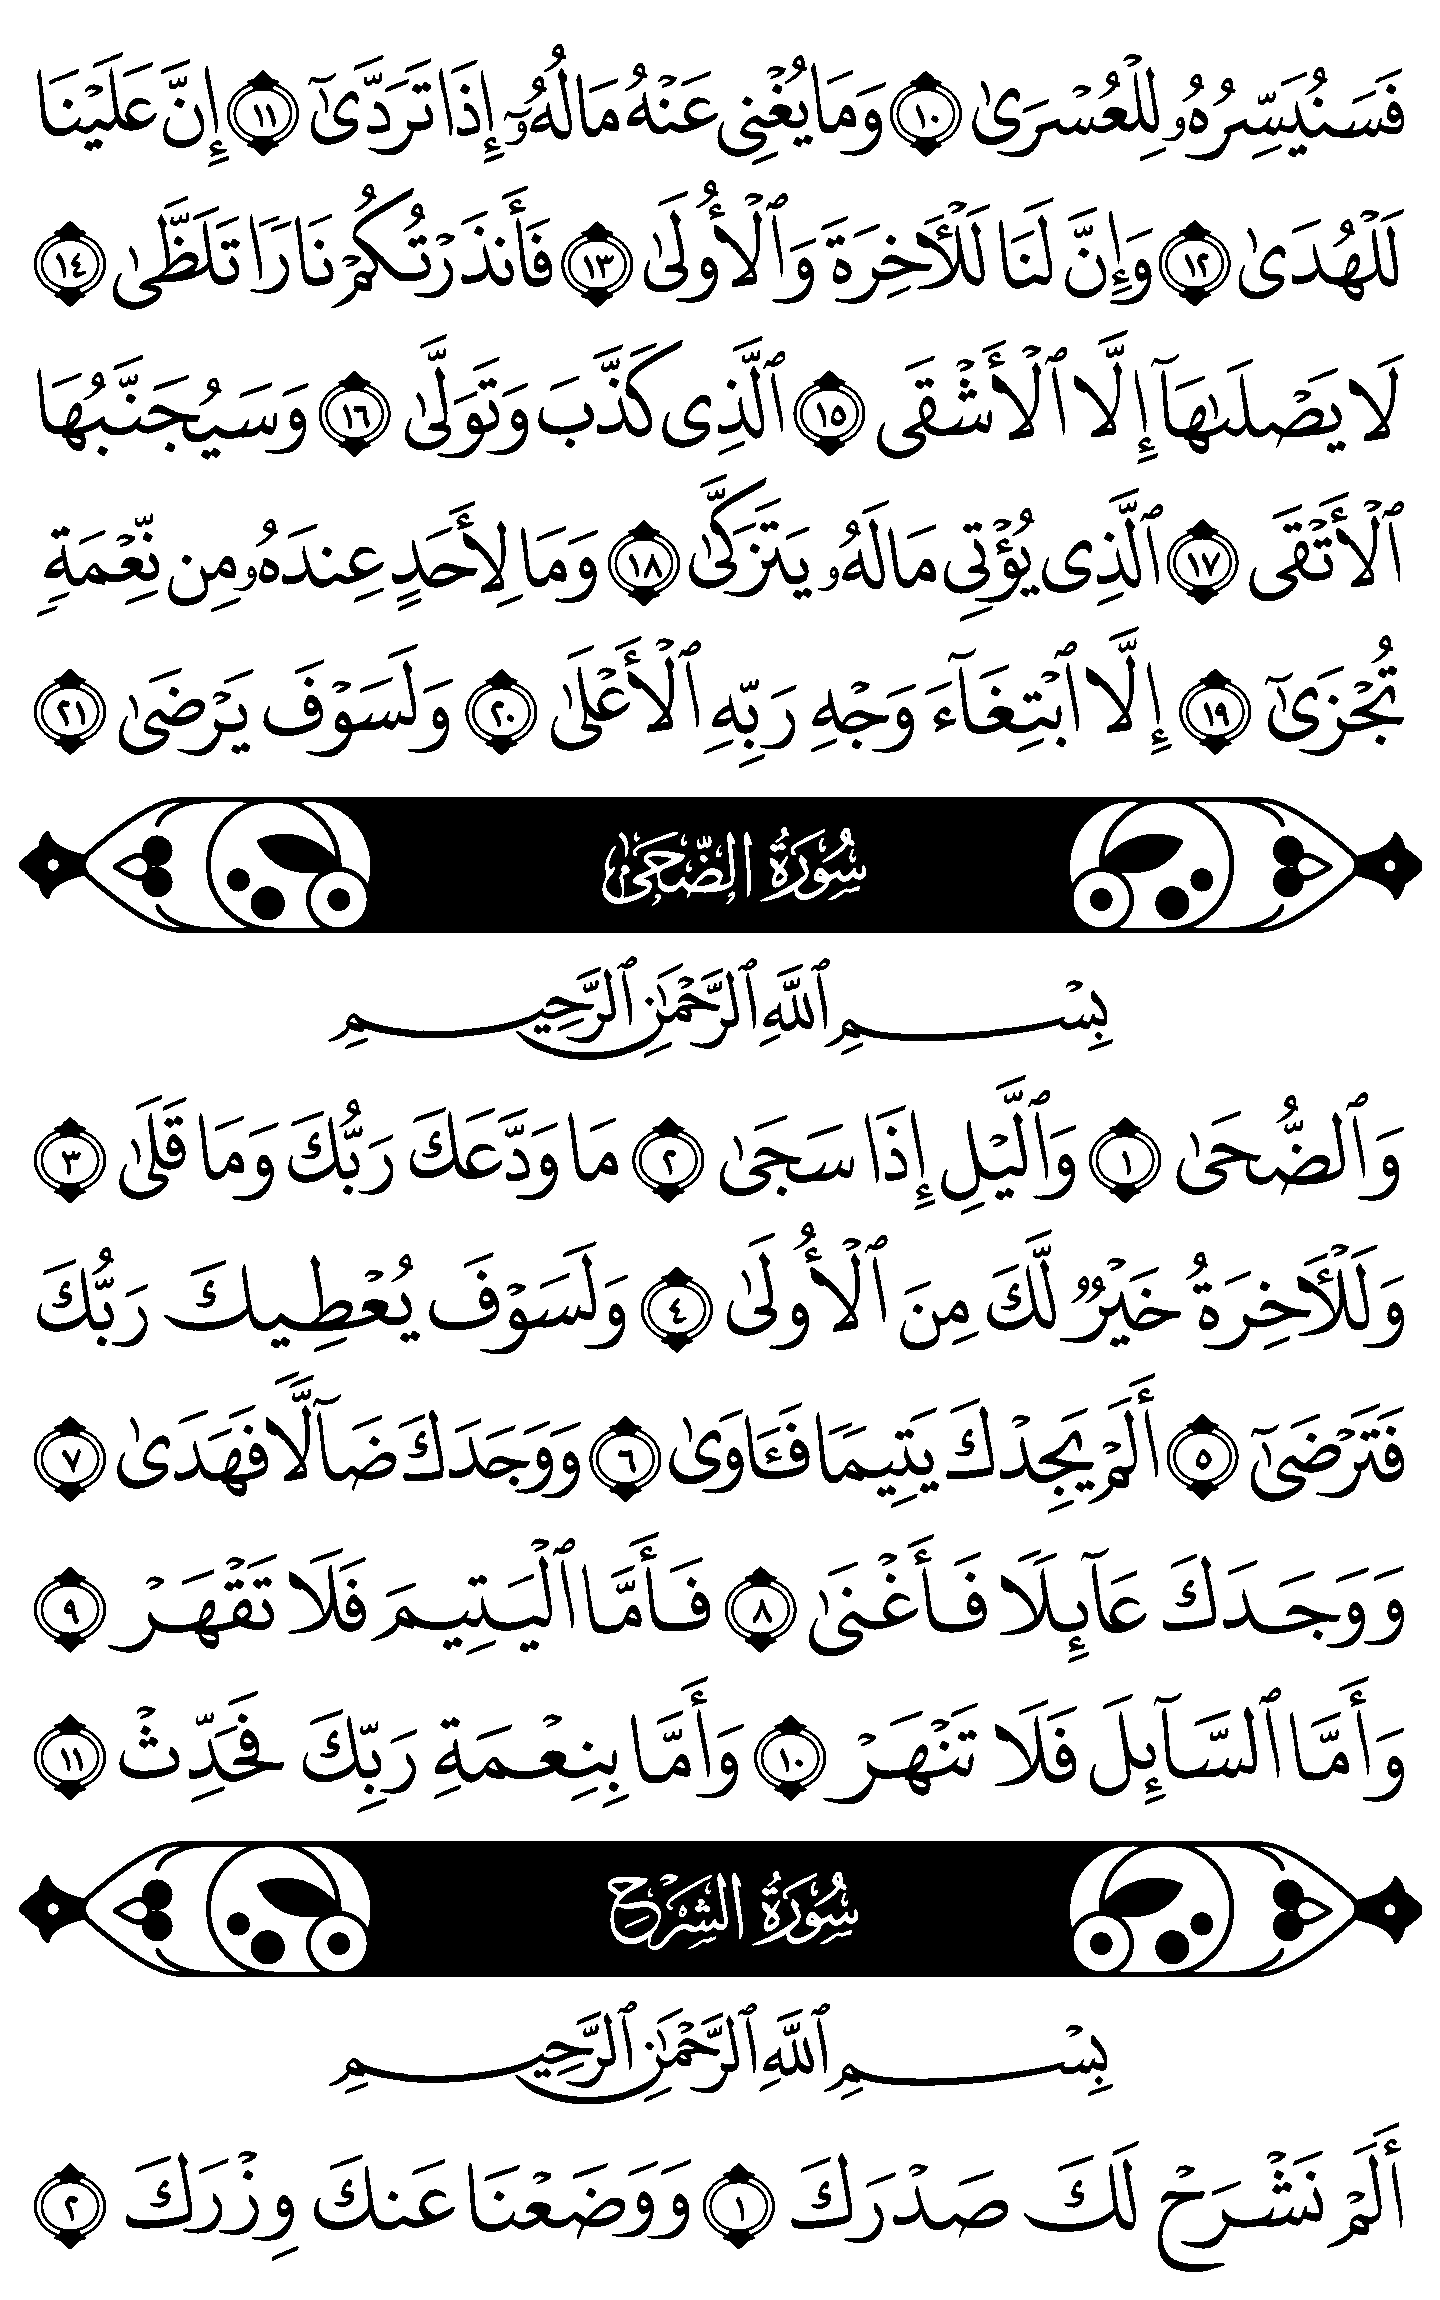 فَسَنُيَسِّرُهُۥ لِلْعُسْرَىٰ ١٠ وَمَا يُغْنِى عَنْهُ مَالُهُۥٓ إِذَا تَرَدَّىٰٓ ١١ إِنَّ عَلَيْنَا
لَلْهُدَىٰ ١٢ وَإِنَّ لَنَا لَلْـَٔاخِرَةَ وَٱلْأُولَىٰ ١٣ فَأَنذَرْتُكُمْ نَارًا تَلَظَّىٰ ١٤
لَا يَصْلَىٰهَآ إِلَّا ٱلْأَشْقَى ١٥ ٱلَّذِى كَذَّبَ وَتَوَلَّىٰ ١٦ وَسَيُجَنَّبُهَا
ٱلْأَتْقَى ١٧ ٱلَّذِى يُؤْتِى مَالَهُۥ يَتَزَكَّىٰ ١٨ وَمَا لِأَحَدٍ عِندَهُۥ مِن نِّعْمَةٍ
تُجْزَىٰٓ ١٩ إِلَّا ٱبْتِغَآءَ وَجْهِ رَبِّهِ ٱلْأَعْلَىٰ ٢٠ وَلَسَوْفَ يَرْضَىٰ ٢١
سُورَةُ الضُّحَىٰ
بِسْمِ ٱللَّهِ ٱلرَّحْمَٰنِ ٱلرَّحِيمِ
وَٱلضُّحَىٰ ١ وَٱلَّيْلِ إِذَا سَجَىٰ ٢ مَا وَدَّعَكَ رَبُّكَ وَمَا قَلَىٰ ٣
وَلَلْـَٔاخِرَةُ خَيْرٌ لَّكَ مِنَ ٱلْأُولَىٰ ٤ وَلَسَوْفَ يُعْطِيكَ رَبُّكَ
فَتَرْضَىٰٓ ٥ أَلَمْ يَجِدْكَ يَتِيمًا فَـَٔاوَىٰ ٦ وَوَجَدَكَ ضَآلًّا فَهَدَىٰ ٧
وَوَجَدَكَ عَآئِلًا فَأَغْنَىٰ ٨ فَأَمَّا ٱلْيَتِيمَ فَلَا تَقْهَرْ ٩
وَأَمَّا ٱلسَّآئِلَ فَلَا تَنْهَرْ ١٠ وَأَمَّا بِنِعْمَةِ رَبِّكَ فَحَدِّثْ ١١
سُورَةُ الشَّرْحِ
بِسْمِ ٱللَّهِ ٱلرَّحْمَٰنِ ٱلرَّحِيمِ
أَلَمْ نَشْرَحْ لَكَ صَدْرَكَ ١ وَوَضَعْنَا عَنكَ وِزْرَكَ ٢